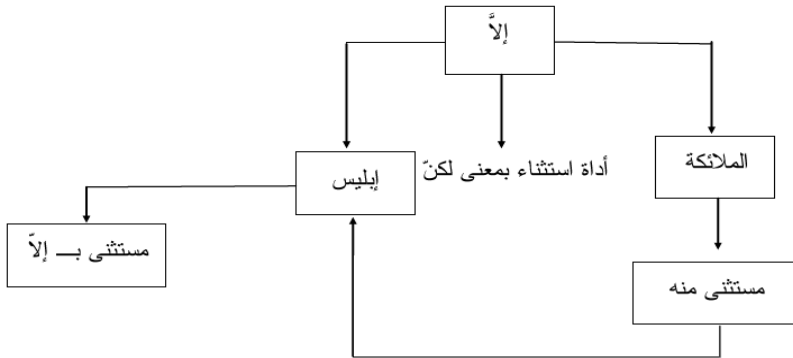 إلاَّ
الملائكة
أداة استثناء بمعنى لكنّ
إبليس
مستثنى بـــ إلاّ
مستثنى منه